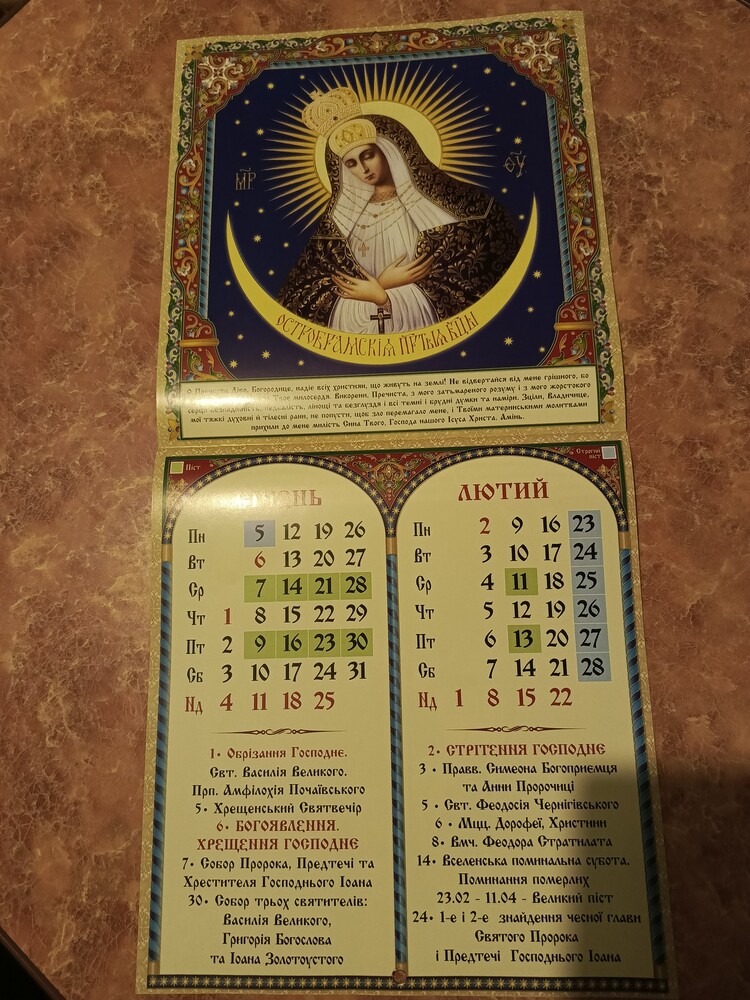 МР ѲУ
ОСТРОБРАМСКІЯ ПР҃ТЫЯ БЦ҃Ы
О Пречиста Діво, Богородице, надіє всіх християн, що живуть на землі! Не відвертайся від мене грішного, бо
Твоє милосердя. Викорени, Пречиста, з мого затьмареного розуму і з мого жорстокого
серця лінощі та безглуздя і всі темні і брудні думки та наміри. Зціли, Владичице,
мої тяжкі духовні й тілесні рани, не попусти, щоб зло перемагало мене, і Твоїми материнськими молитвами
прихили до мене милість Сина Твого, Господа нашого Ісуса Христа. Амінь.
Піст
Строгий
піст
СІЧЕНЬ
Пн 5 12 19 26
Вт 6 13 20 27
Ср 7 14 21 28
Чт 1 8 15 22 29
Пт 2 9 16 23 30
Сб 3 10 17 24 31
Нд 4 11 18 25
1• Обрізання Господнє.
Свт. Василія Великого.
Прп. Амфілохія Почаївського
5• Хрещенський Святвечір
6• БОГОЯВЛЕННЯ.
ХРЕЩЕННЯ ГОСПОДНЄ
7• Собор Пророка, Предтечі та
Хрестителя Господнього Іоана
30• Собор трьох святителів:
Василія Великого,
Григорія Богослова
та Іоана Золотоустого
ЛЮТИЙ
Пн 2 9 16 23
Вт 3 10 17 24
Ср 4 11 18 25
Чт 5 12 19 26
Пт 6 13 20 27
Сб 7 14 21 28
Нд 1 8 15 22
2• СТРІТЕННЯ ГОСПОДНЄ
3 • Правв. Симеона Богоприємця
та Анни Пророчиці
5 • Свт. Феодосія Чернігівського
6 • Мцц. Дорофеї, Христини
8• Вмч. Феодора Стратилата
14• Вселенська поминальна субота.
Поминання померлих
23.02 - 11.04 - Великий піст
24• 1-е і 2-е знайдення чесної глави
Святого Пророка
і Предтечі Господнього Іоана